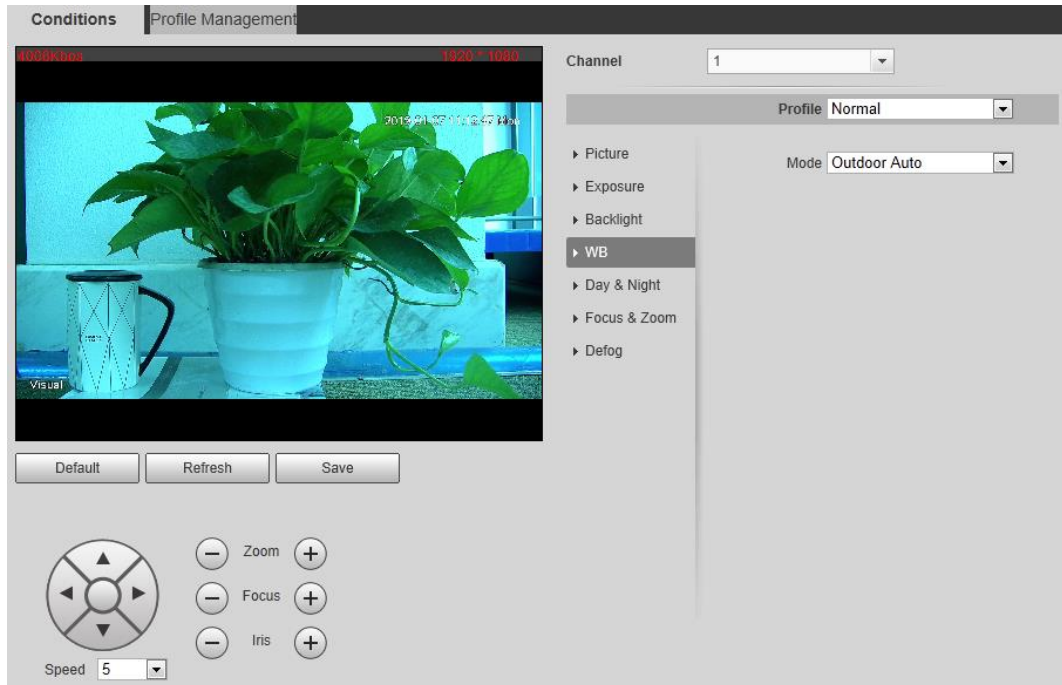 Conditions
Profile Management
1920 * 1080
Visual
Default
Refresh
Save
Zoom
Focus
Iris
Speed 5
Channel 1
Profile Normal
Picture
Exposure
Backlight
WB
Day & Night
Focus & Zoom
Defog
Mode Outdoor Auto